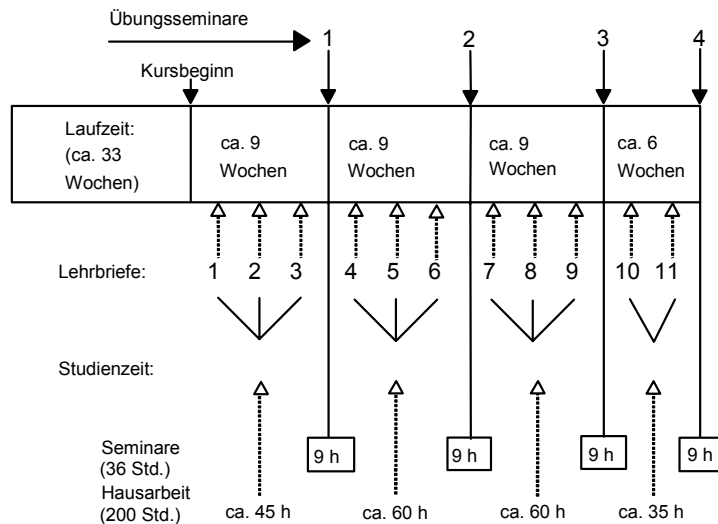 Übungsseminare
1 2 3 4
Kursbeginn
Laufzeit:
(ca. 33
Wochen)
ca. 9
Wochen
ca. 9
Wochen
ca. 9
Wochen
ca. 6
Wochen
Lehrbriefe: 1 2 3 4 5 6 7 8 9 10 11
Studienzeit:
Seminare
(36 Std.)
9 h 9 h 9 h 9 h
Hausarbeit
(200 Std.)
ca. 45 h ca. 60 h ca. 60 h ca. 35 h